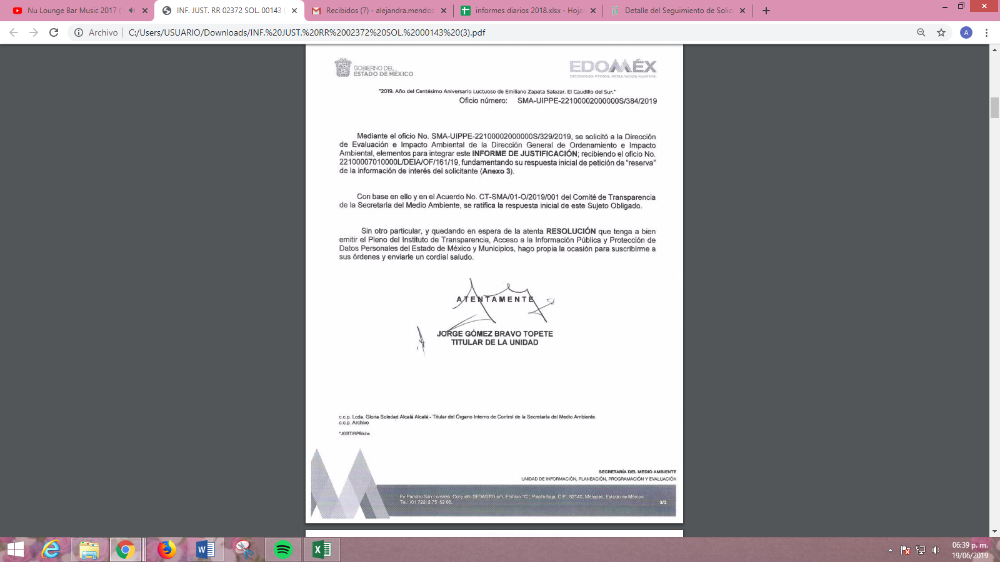 Nu Lounge Bar Music 2017 (
INF. JUST. RR 02372 SOL. 00143 (
Recibidos (7) - alejandra.mendoz
informes diarios 2018.xlsx - Hoja
Detalle del Seguimiento de Solic
Archivo
C:/Users/USUARIO/Downloads/INF.%20JUST.%20RR%2002372%20SOL.%2000143%20(3).pdf
A
GOBIERNO DEL
ESTADO DE MÉXICO
EDOMÉX
DECISIONES FIRMES, RESULTADOS FUERTES.
"2019. Año del Centésimo Aniversario Luctuoso de Emiliano Zapata Salazar. El Caudillo del Sur."
Oficio número: SMA-UIPPE-22100002000000S/384/2019
Mediante el oficio No. SMA-UIPPE-22100002000000S/329/2019, se solicitó a la Dirección
de Evaluación e Impacto Ambiental de la Dirección General de Ordenamiento e Impacto
Ambiental, elementos para integrar este INFORME DE JUSTIFICACIÓN; recibiendo el oficio No.
22100007010000L/DEIA/OF/161/19, fundamentando su respuesta inicial de petición de “reserva”
de la información de interés del solicitante (Anexo 3).
Con base en ello y en el Acuerdo No. CT-SMA/01-O/2019/001 del Comité de Transparencia
de la Secretaría del Medio Ambiente, se ratifica la respuesta inicial de este Sujeto Obligado.
Sin otro particular, y quedando en espera de la atenta RESOLUCIÓN que tenga a bien
emitir el Pleno del Instituto de Transparencia, Acceso a la Información Pública y Protección de
Datos Personales del Estado de México y Municipios, hago propia la ocasión para suscribirme a
sus órdenes y enviarle un cordial saludo.
ATENTAMENTE
JORGE GÓMEZ BRAVO TOPETE
TITULAR DE LA UNIDAD
c.c.p. Lcda. Gloria Soledad Alcalá Alcalá.- Titular del Órgano Interno de Control de la Secretaría del Medio Ambiente.
c.c.p. Archivo
*JGBT/RPB/chs
SECRETARÍA DEL MEDIO AMBIENTE
UNIDAD DE INFORMACIÓN, PLANEACIÓN, PROGRAMACIÓN Y EVALUACIÓN
Ex Rancho San Lorenzo, Conjunto SEDAGRO s/n, Edificio "C", Planta baja, C.P. 52140, Metepec, Estado de México.
Tel.: (01 722) 2 75 62 06.
3/3
06:39 p. m.
19/06/2019